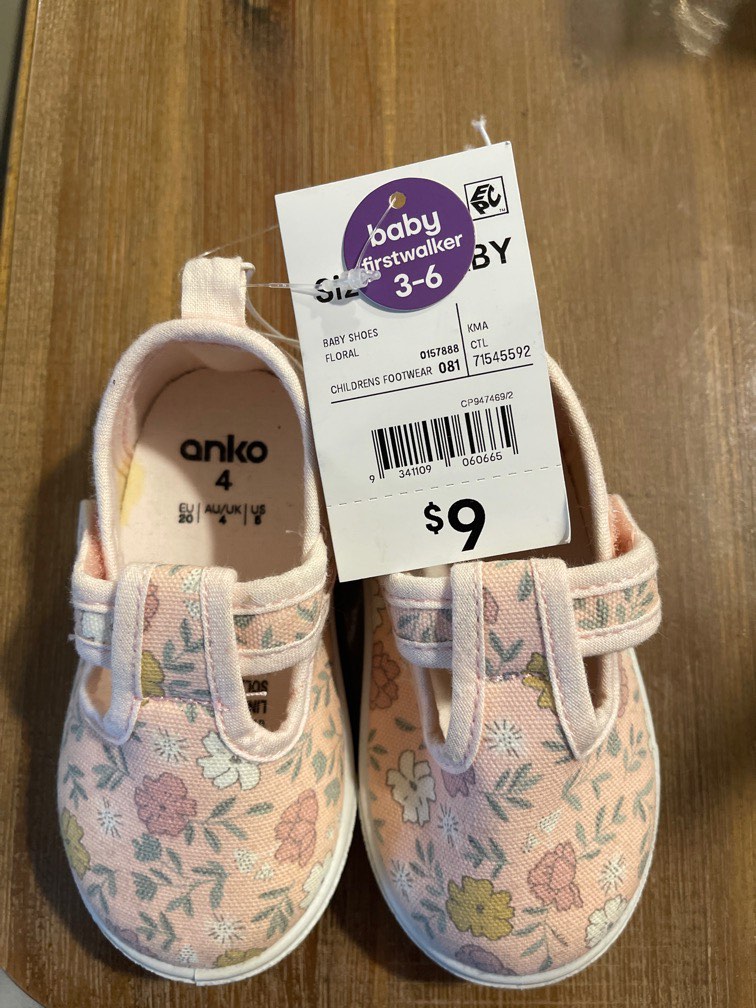 EPC
baby
firstwalker
3-6
BY
BABY SHOES
FLORAL
0157888
CHILDRENS FOOTWEAR 081
KMA
CTL
71545592
CP947469/2
9 341109 060665
$9
anko
4
EU | AU/UK | US
20 | 4 | 5